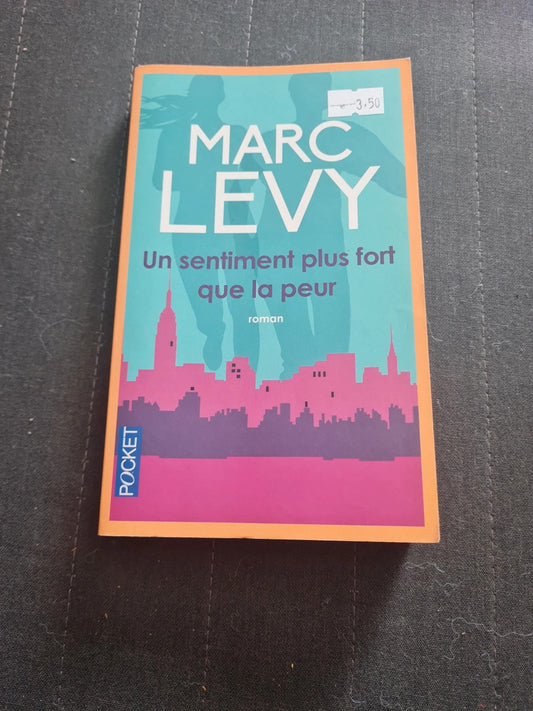 3,50
MARC
LEVY
Un sentiment plus fort
que la peur
roman
POCKET